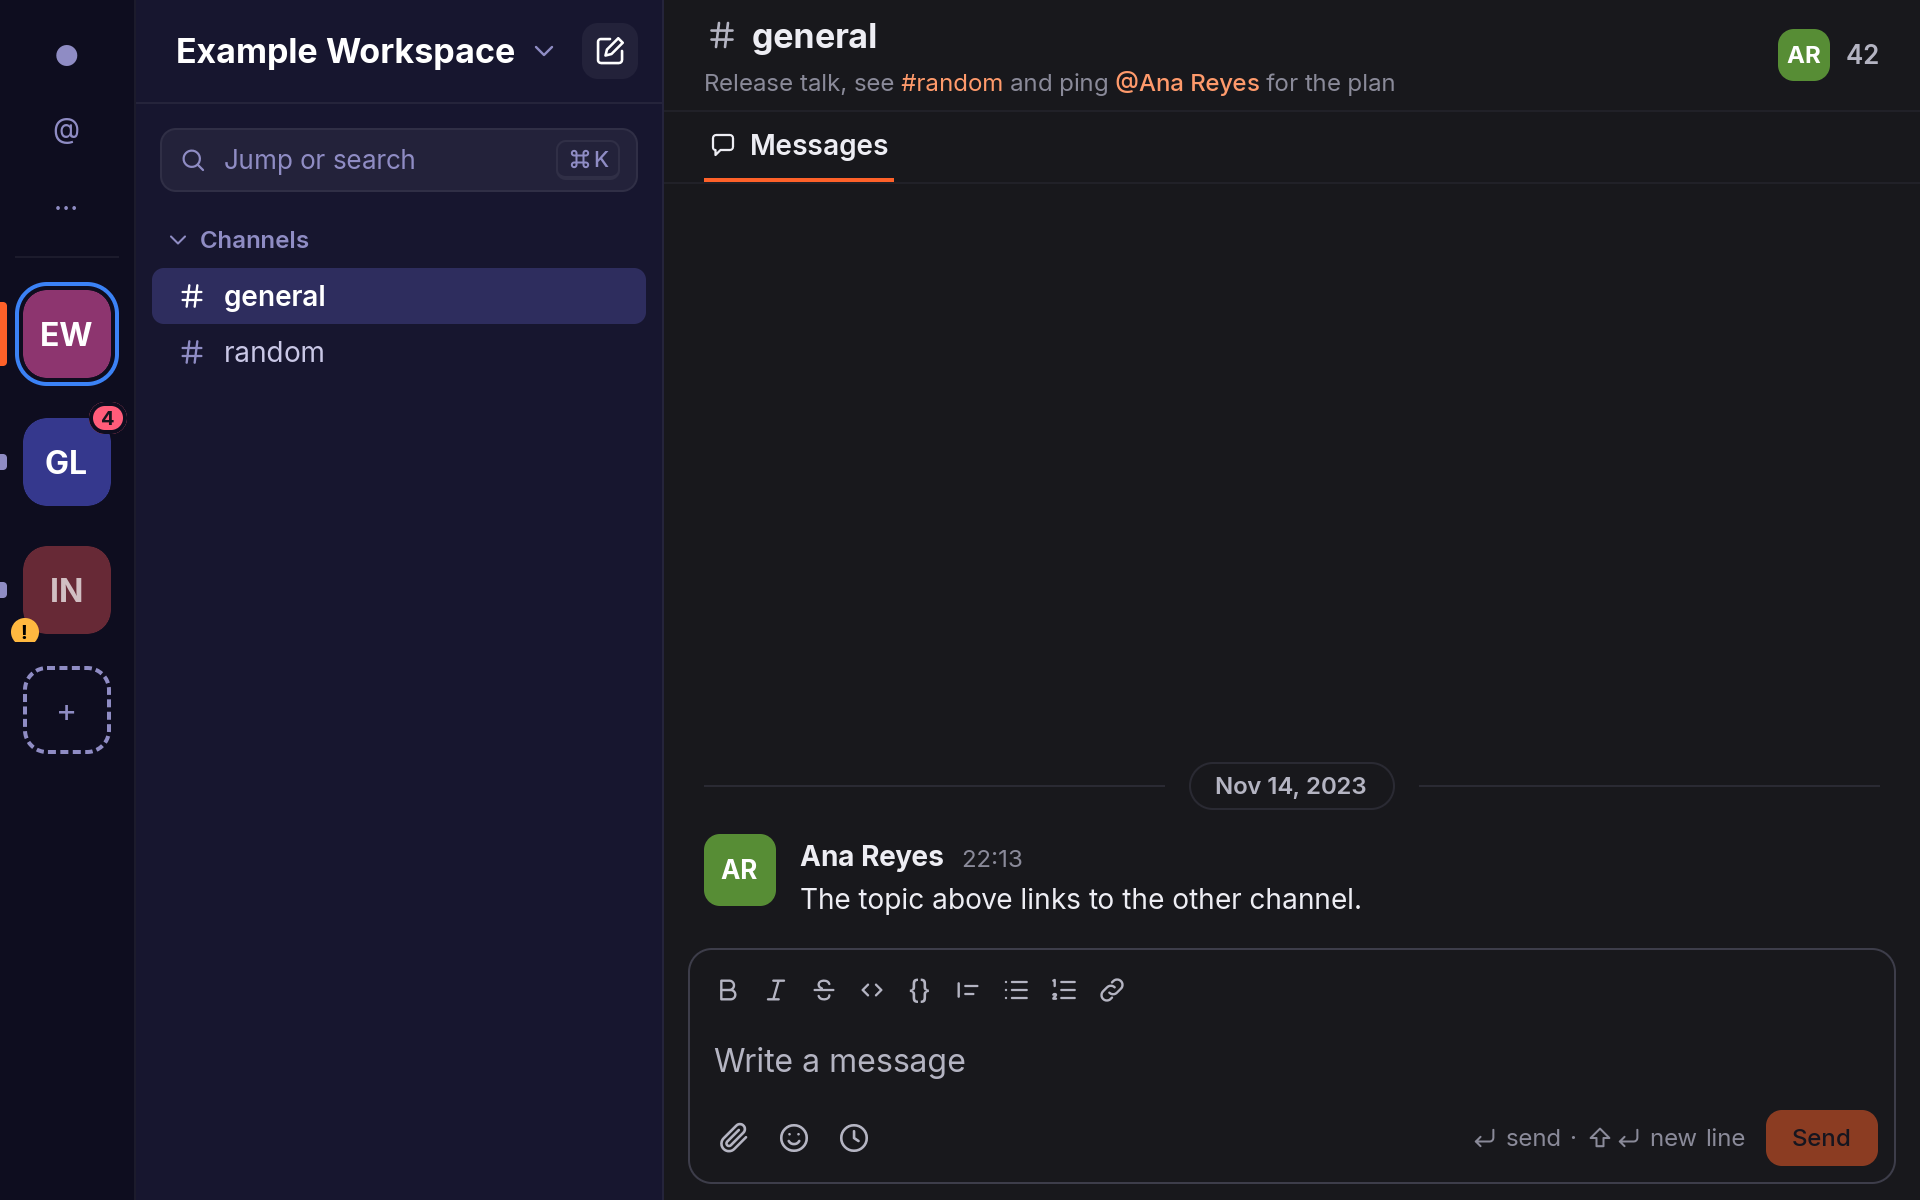 @
...
EW
4
GL
IN
!
+
Example Workspace
Jump or search
⌘K
Channels
# general
# random
# general
Release talk, see #random and ping @Ana Reyes for the plan
AR 42
Messages
Nov 14, 2023
AR
Ana Reyes 22:13
The topic above links to the other channel.
Write a message
send · new line
Send